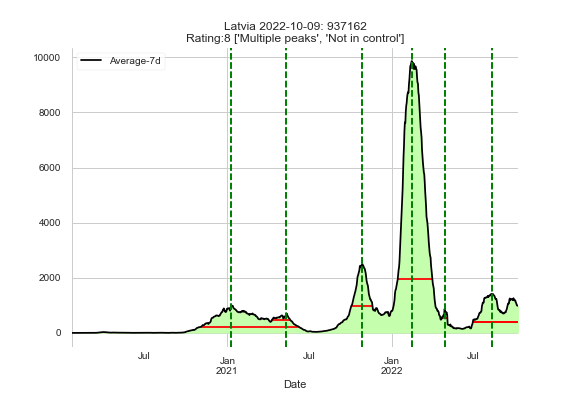 Latvia 2022-10-09: 937162
Rating:8 ['Multiple peaks', 'Not in control']
Average-7d
10000
8000
6000
4000
2000
0
Jul
Jan
2021
Jul
Jan
2022
Jul
Date